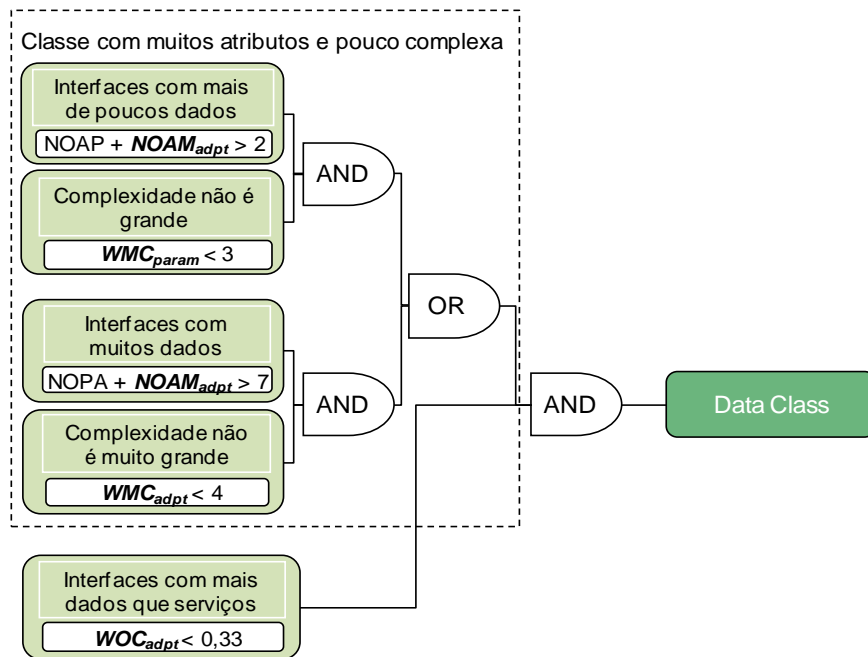 Classe com muitos atributos e pouco complexa
Interfaces com mais
de poucos dados
NOAP + NOAMadpt > 2
AND
Complexidade não é
grande
WMCparam < 3
OR
Interfaces com
muitos dados
NOPA + NOAMadpt > 7
AND
AND
Data Class
Complexidade não
é muito grande
WMCadpt < 4
Interfaces com mais
dados que serviços
WOCadpt < 0,33